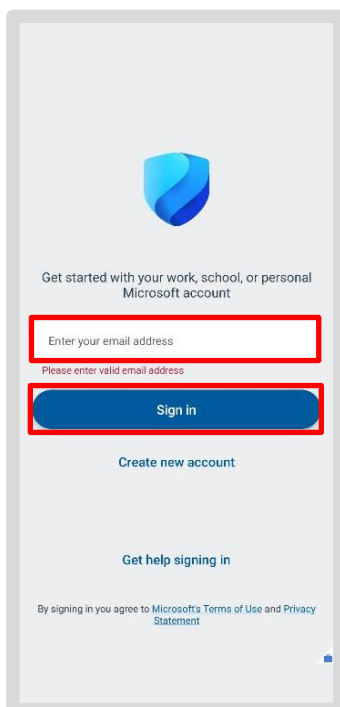 Get started with your work, school, or personal
Microsoft account
Enter your email address
Please enter valid email address
Sign in
Create new account
Get help signing in
By signing in you agree to Microsoft's Terms of Use and Privacy
Statement